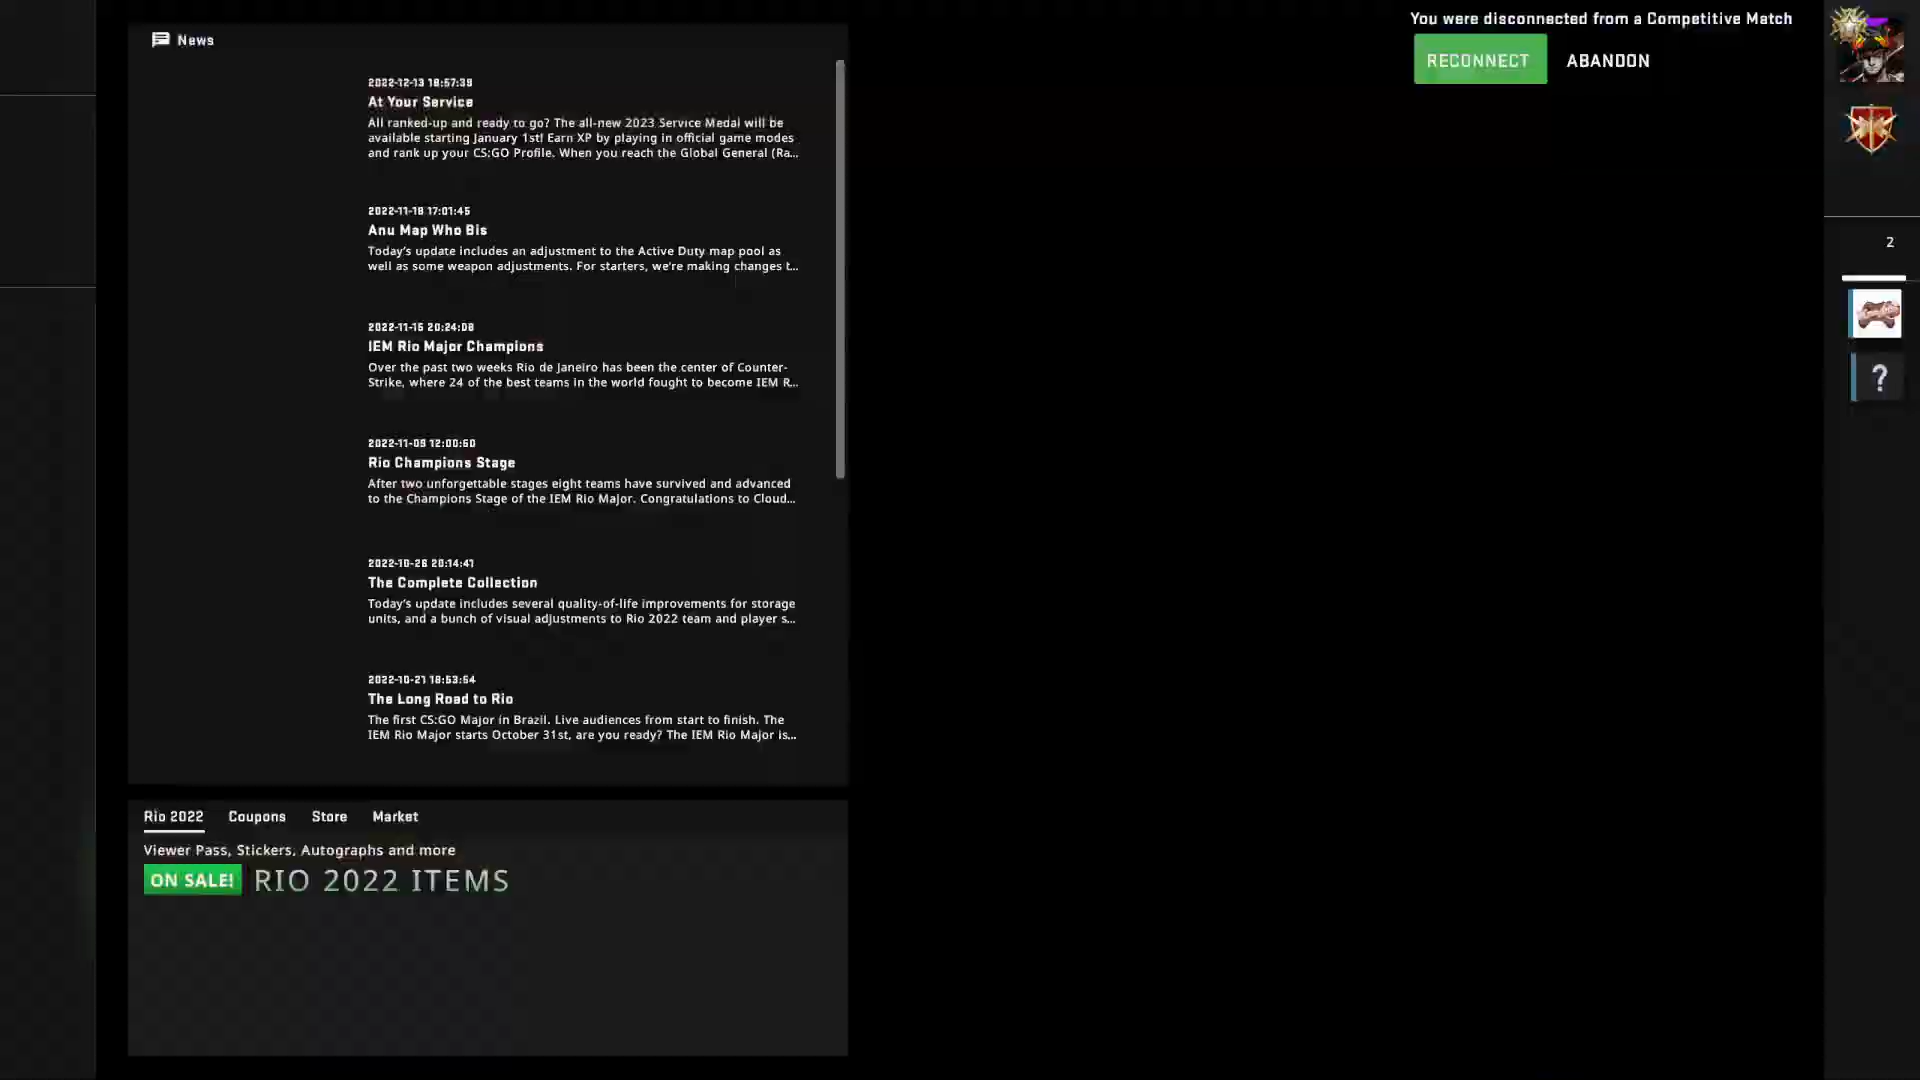 News
2022-12-13 18:57:39
At Your Service
All ranked-up and ready to go? The all-new 2023 Service Medal will be
available starting January 1st! Earn XP by playing in official game modes
and rank up your CS:GO Profile. When you reach the Global General (Ra...
2022-11-18 17:01:45
Anu Map Who Bis
Today's update includes an adjustment to the Active Duty map pool as
well as some weapon adjustments. For starters, we're making changes t...
2022-11-15 20:24:08
IEM Rio Major Champions
Over the past two weeks Rio de Janeiro has been the center of Counter-
Strike, where 24 of the best teams in the world fought to become IEM R...
2022-11-09 12:00:50
Rio Champions Stage
After two unforgettable stages eight teams have survived and advanced
to the Champions Stage of the IEM Rio Major. Congratulations to Cloud...
2022-10-26 20:14:41
The Complete Collection
Today's update includes several quality-of-life improvements for storage
units, and a bunch of visual adjustments to Rio 2022 team and player s...
2022-10-21 18:53:54
The Long Road to Rio
The first CS:GO Major in Brazil. Live audiences from start to finish. The
IEM Rio Major starts October 31st, are you ready? The IEM Rio Major is...
Rio 2022 Coupons Store Market
Viewer Pass, Stickers, Autographs and more
ON SALE! RIO 2022 ITEMS
You were disconnected from a Competitive Match
RECONNECT ABANDON
2
?